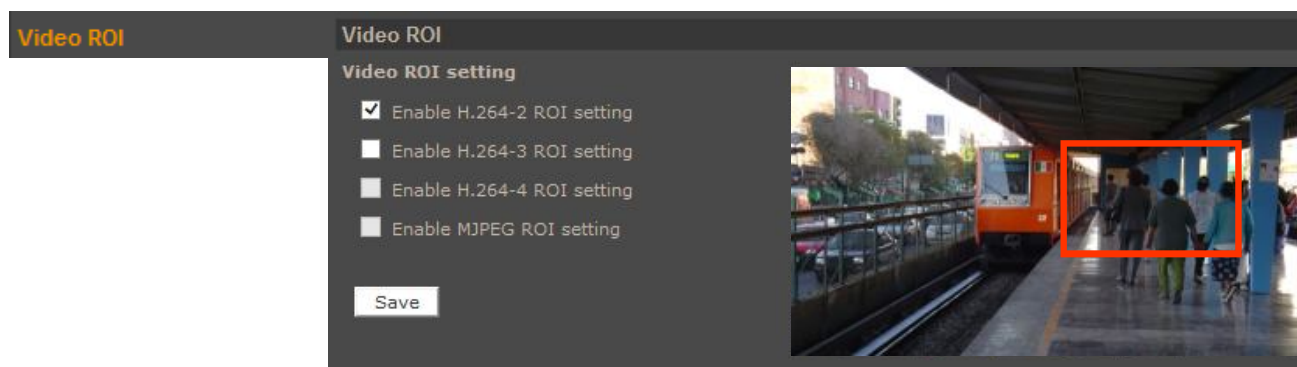 Video ROI
Video ROI
Video ROI setting
Enable H.264-2 ROI setting
Enable H.264-3 ROI setting
Enable H.264-4 ROI setting
Enable MJPEG ROI setting
Save